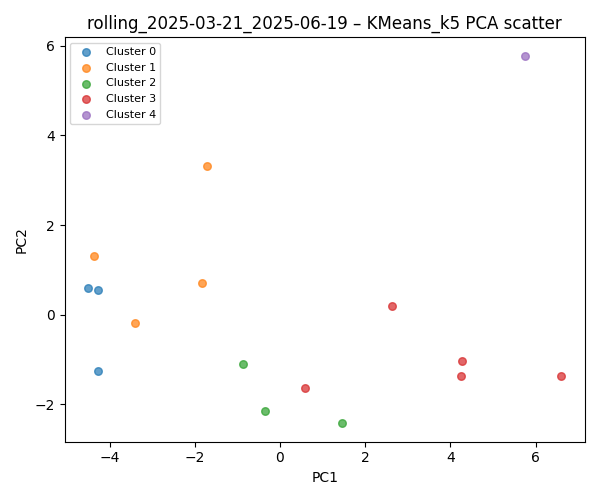 rolling_2025-03-21_2025-06-19 – KMeans_k5 PCA scatter
Cluster 0
Cluster 1
Cluster 2
Cluster 3
Cluster 4
PC2
6
4
2
0
−2
−4
−2
0
2
4
6
PC1